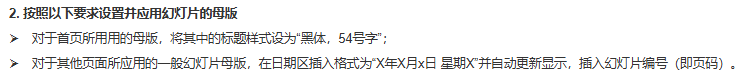 2. 按照以下要求设置并应用幻灯片的母版
➢ 对于首页所用用的母版，将其中的标题样式设为“黑体，54号字”；
➢ 对于其他页面所应用的一般幻灯片母版，在日期区插入格式为“X年X月x日 星期X”并自动更新显示，插入幻灯片编号（即页码）。